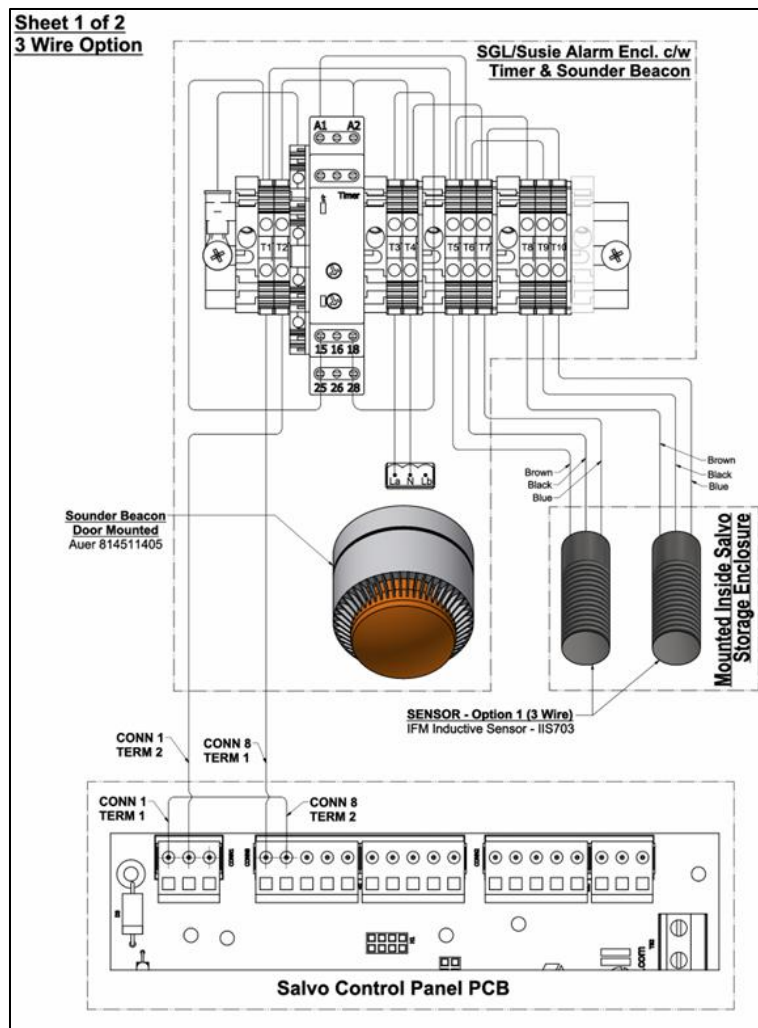 Sheet 1 of 2
3 Wire Option
SGL/Susie Alarm Encl. c/w
Timer & Sounder Beacon
A1 A2
Timer
T1 T2 T3 T4 T5 T6 T7 T8 T9 T10
15 16 18
25 26 28
La N Lb
Brown
Black
Blue
Brown
Black
Blue
Sounder Beacon
Door Mounted
Auer 814511405
Mounted Inside Salvo
Storage Enclosure
SENSOR - Option 1 (3 Wire)
IFM Inductive Sensor - IIS703
CONN 1
TERM 2
CONN 8
TERM 1
CONN 1
TERM 1
CONN 8
TERM 2
.com
Salvo Control Panel PCB